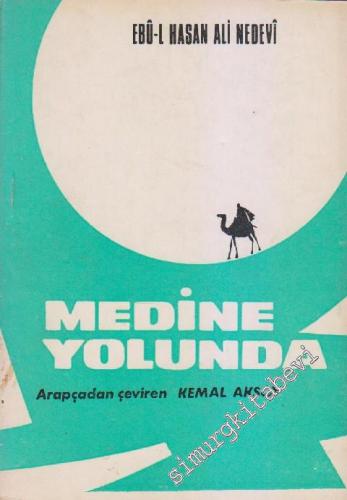 EBÛ-L HASAN ALİ NEDEVÎ
MEDİNE
YOLUNDA
Arapçadan çeviren KEMAL
simurgkitabevi